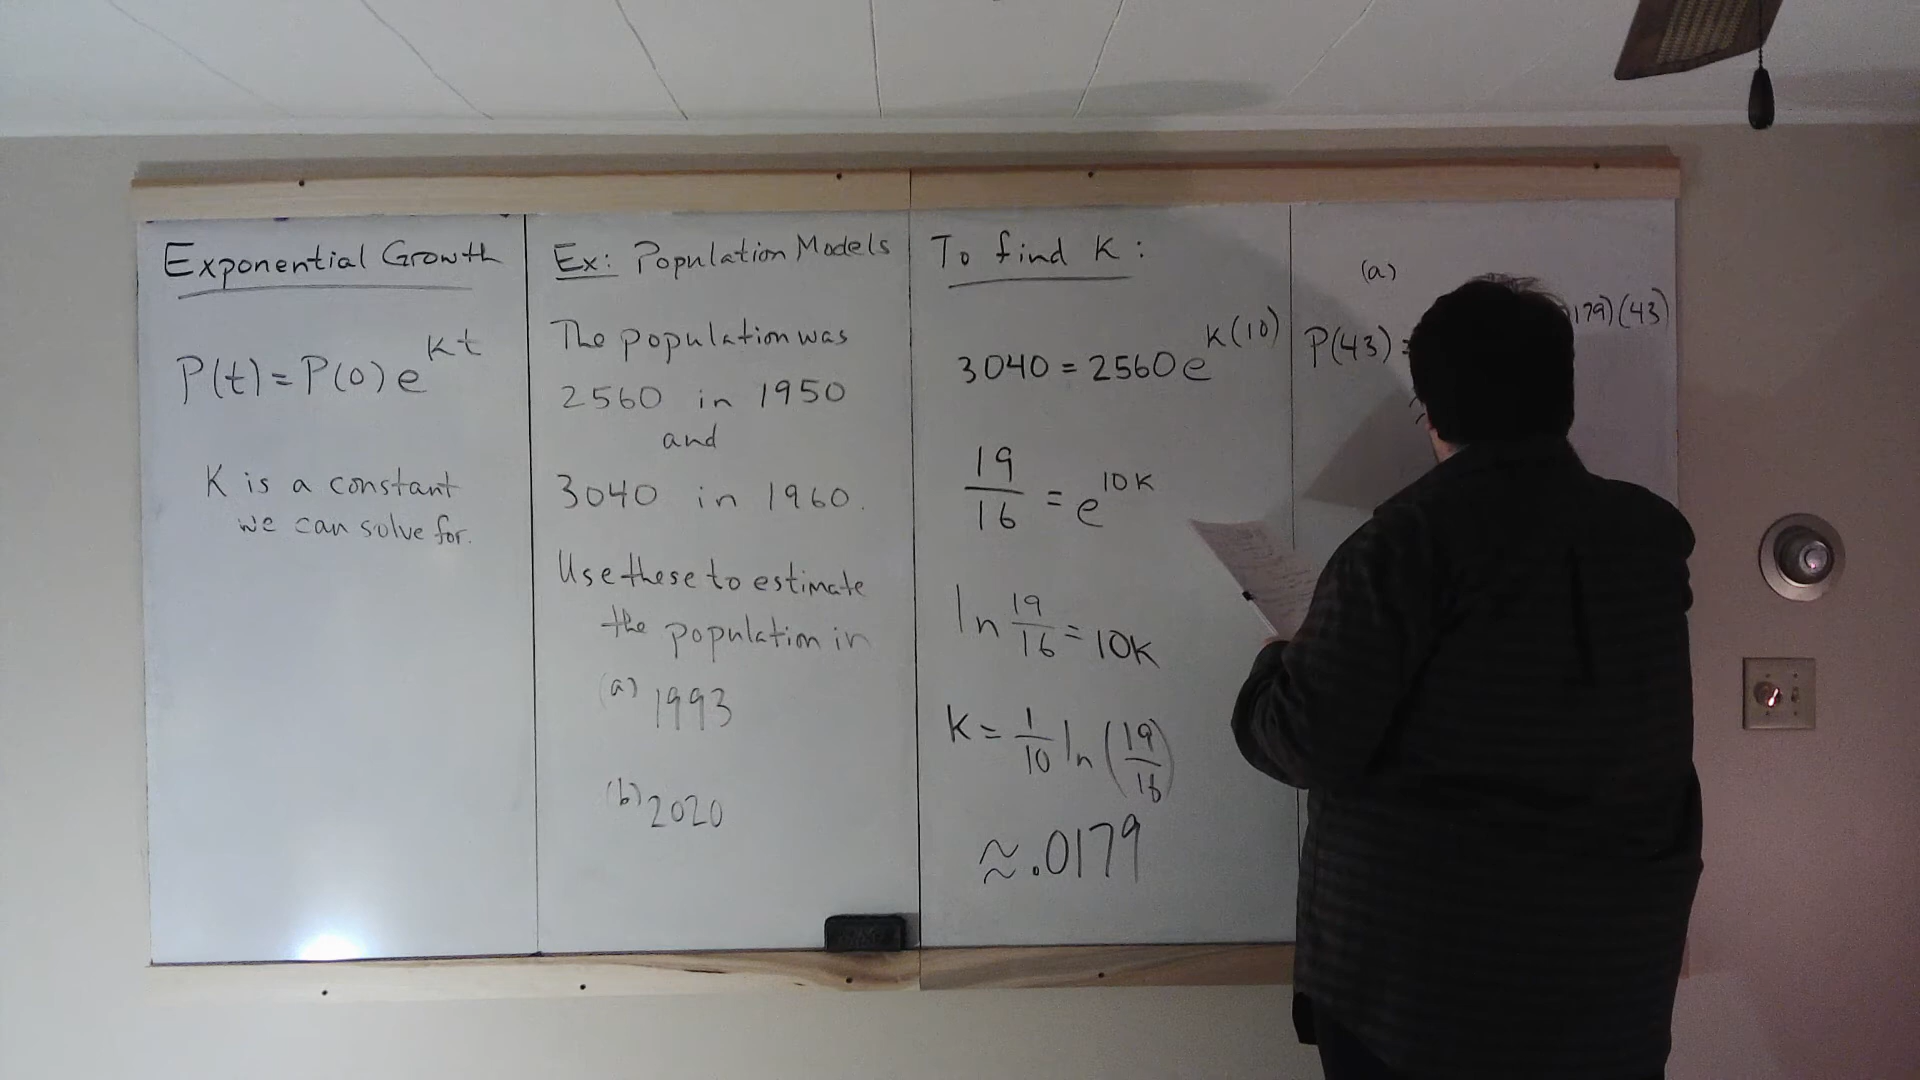 Exponential Growth
P(t) = P(0) e^{kt}
K is a constant
we can solve for.
Ex: Population Models
The population was
2560 in 1950
and
3040 in 1960.
Use these to estimate
the population in
(a) 1993
(b) 2020
To find K:
3040 = 2560 e^{K(10)}
19/16 = e^{10K}
ln 19/16 = 10K
K = 1/10 ln (19/16)
≈ .0179
(a)
P(43) = 179)(43)
≈